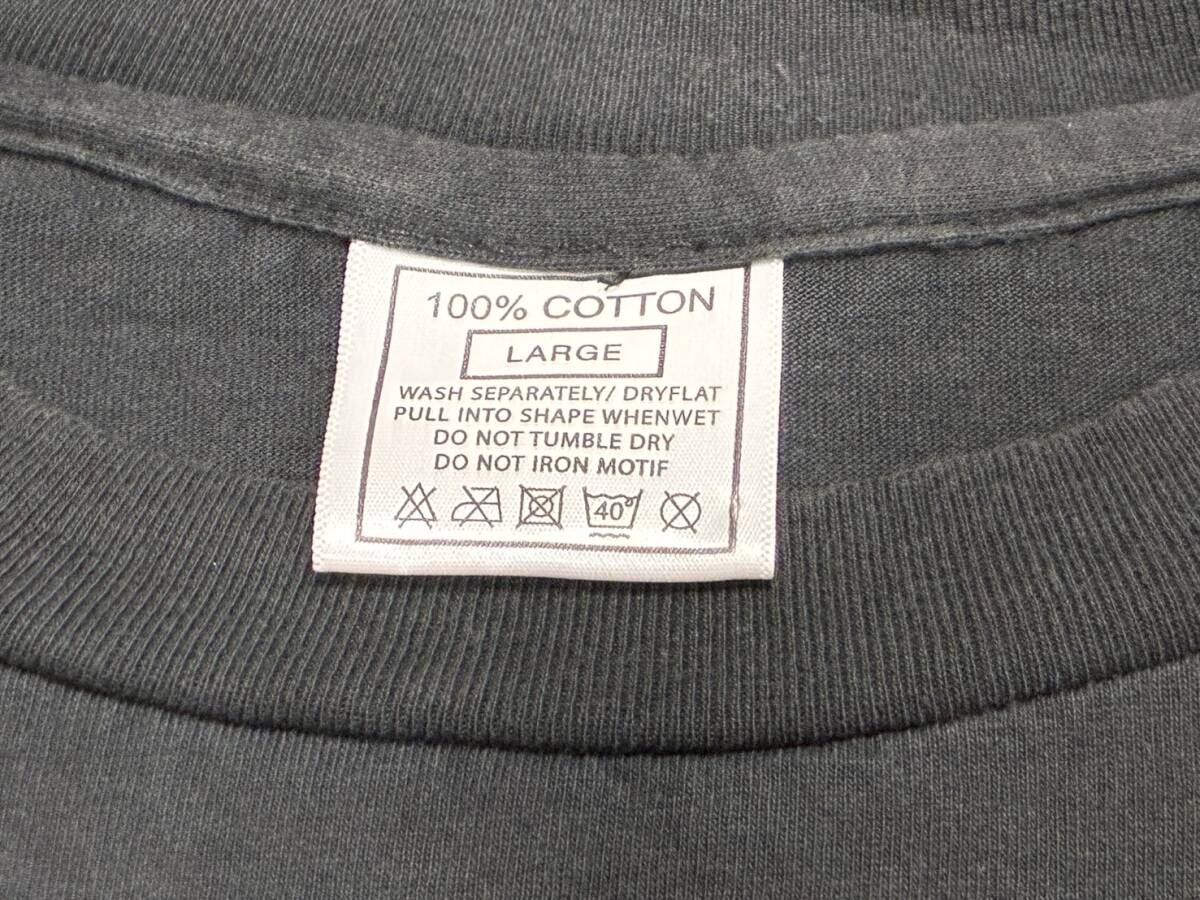 100% COTTON
LARGE
WASH SEPARATELY/ DRYFLAT
PULL INTO SHAPE WHENWET
DO NOT TUMBLE DRY
DO NOT IRON MOTIF
40°